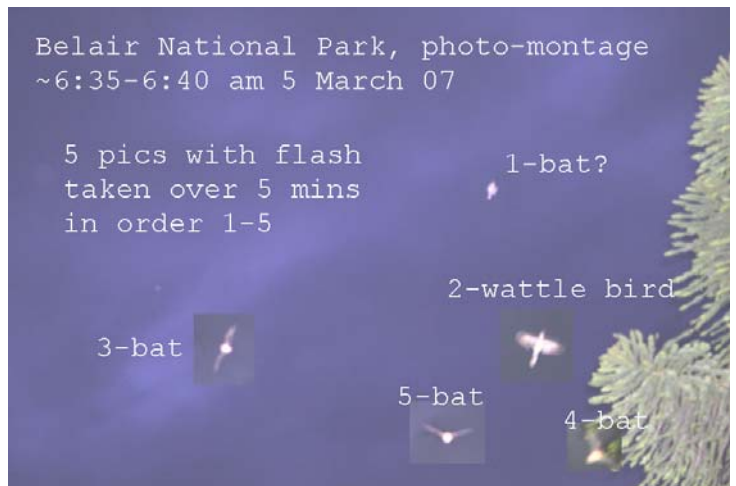 Belair National Park, photo-montage
~6:35-6:40 am 5 March 07
5 pics with flash
taken over 5 mins
in order 1-5
1-bat?
2-wattle bird
3-bat
5-bat
4-bat